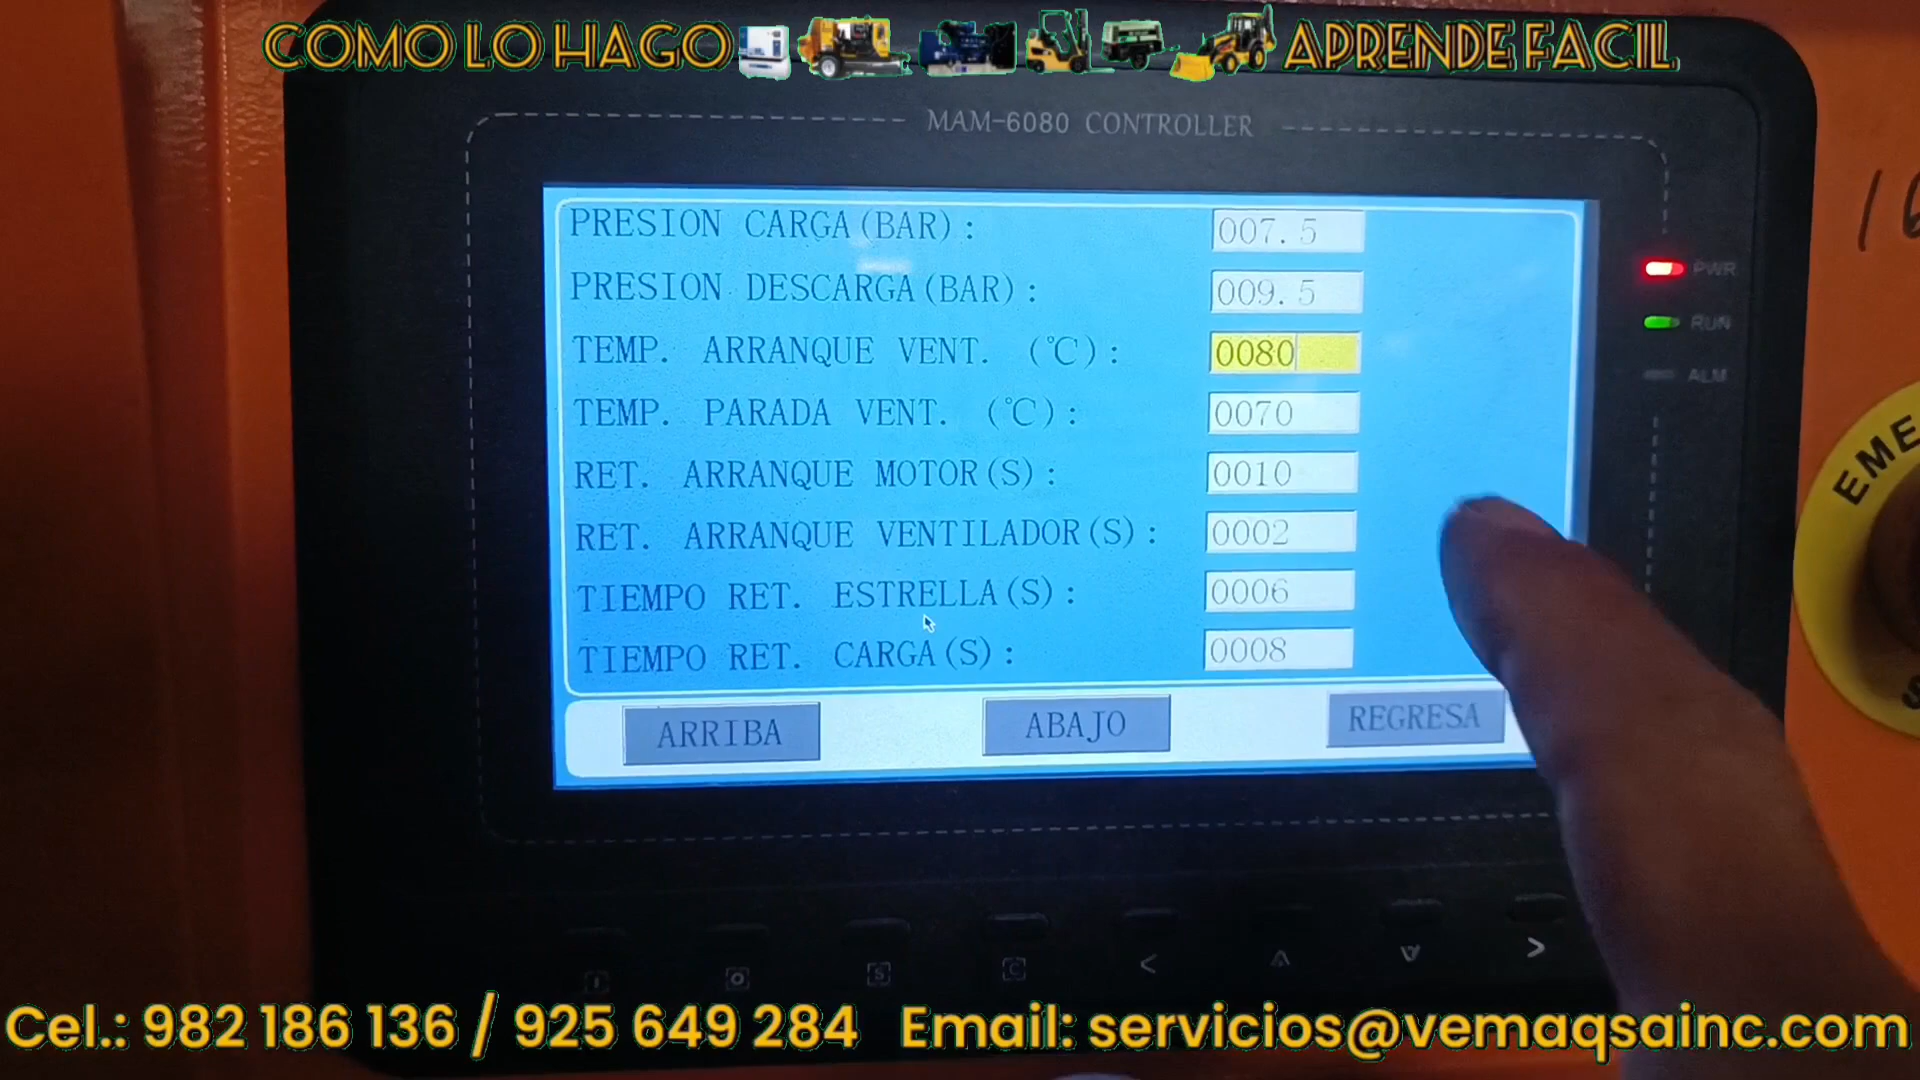 COMO LO HAGO APRENDE FACIL
MAM-6080 CONTROLLER
PRESION CARGA(BAR): 007.5
PRESION DESCARGA(BAR): 009.5
TEMP. ARRANQUE VENT. (℃): 0080
TEMP. PARADA VENT. (℃): 0070
RET. ARRANQUE MOTOR(S): 0010
RET. ARRANQUE VENTILADOR(S): 0002
TIEMPO RET. ESTRELLA(S): 0006
TIEMPO RET. CARGA(S): 0008
ARRIBA ABAJO REGRESA
PWR
RUN
ALM
EME
S C < >
Cel.: 982 186 136 / 925 649 284 Email: servicios@vemaqsainc.com